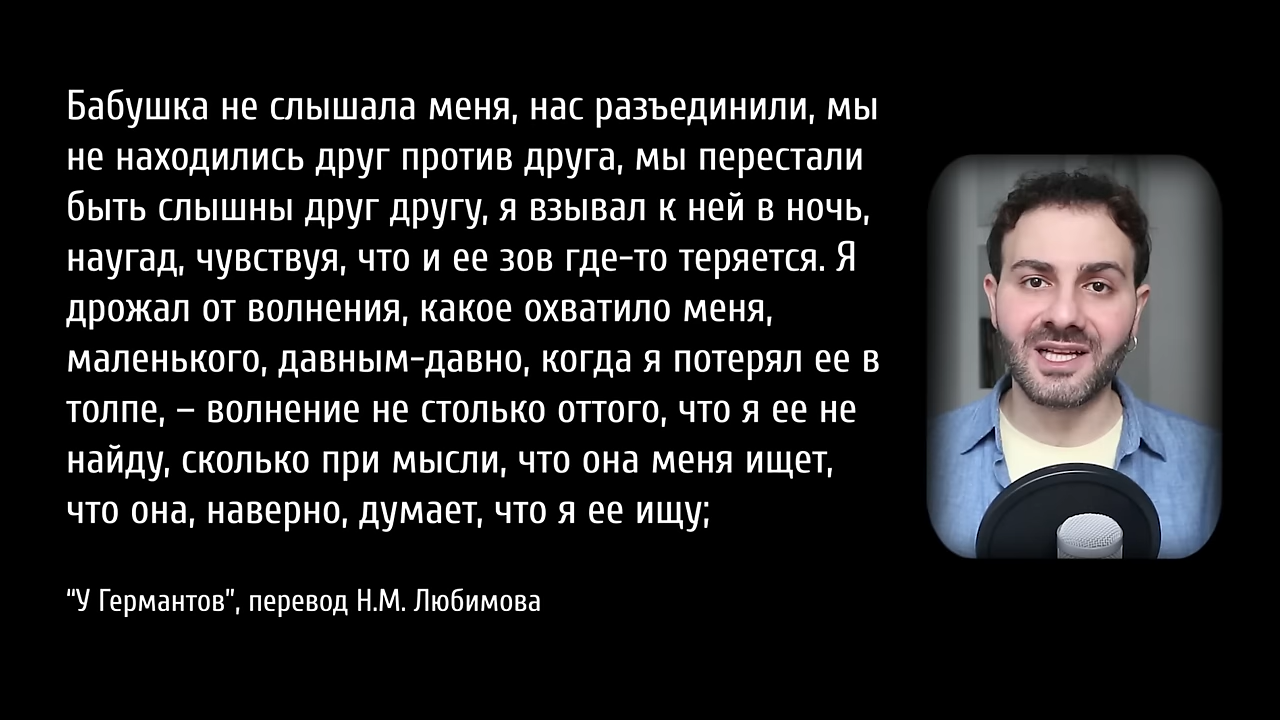 Бабушка не слышала меня, нас разъединили, мы
не находились друг против друга, мы перестали
быть слышны друг другу, я взывал к ней в ночь,
наугад, чувствуя, что и ее зов где-то теряется. Я
дрожал от волнения, какое охватило меня,
маленького, давным-давно, когда я потерял ее в
толпе, – волнение не столько оттого, что я ее не
найду, сколько при мысли, что она меня ищет,
что она, наверно, думает, что я ее ищу;
“У Германтов”, перевод Н.М. Любимова